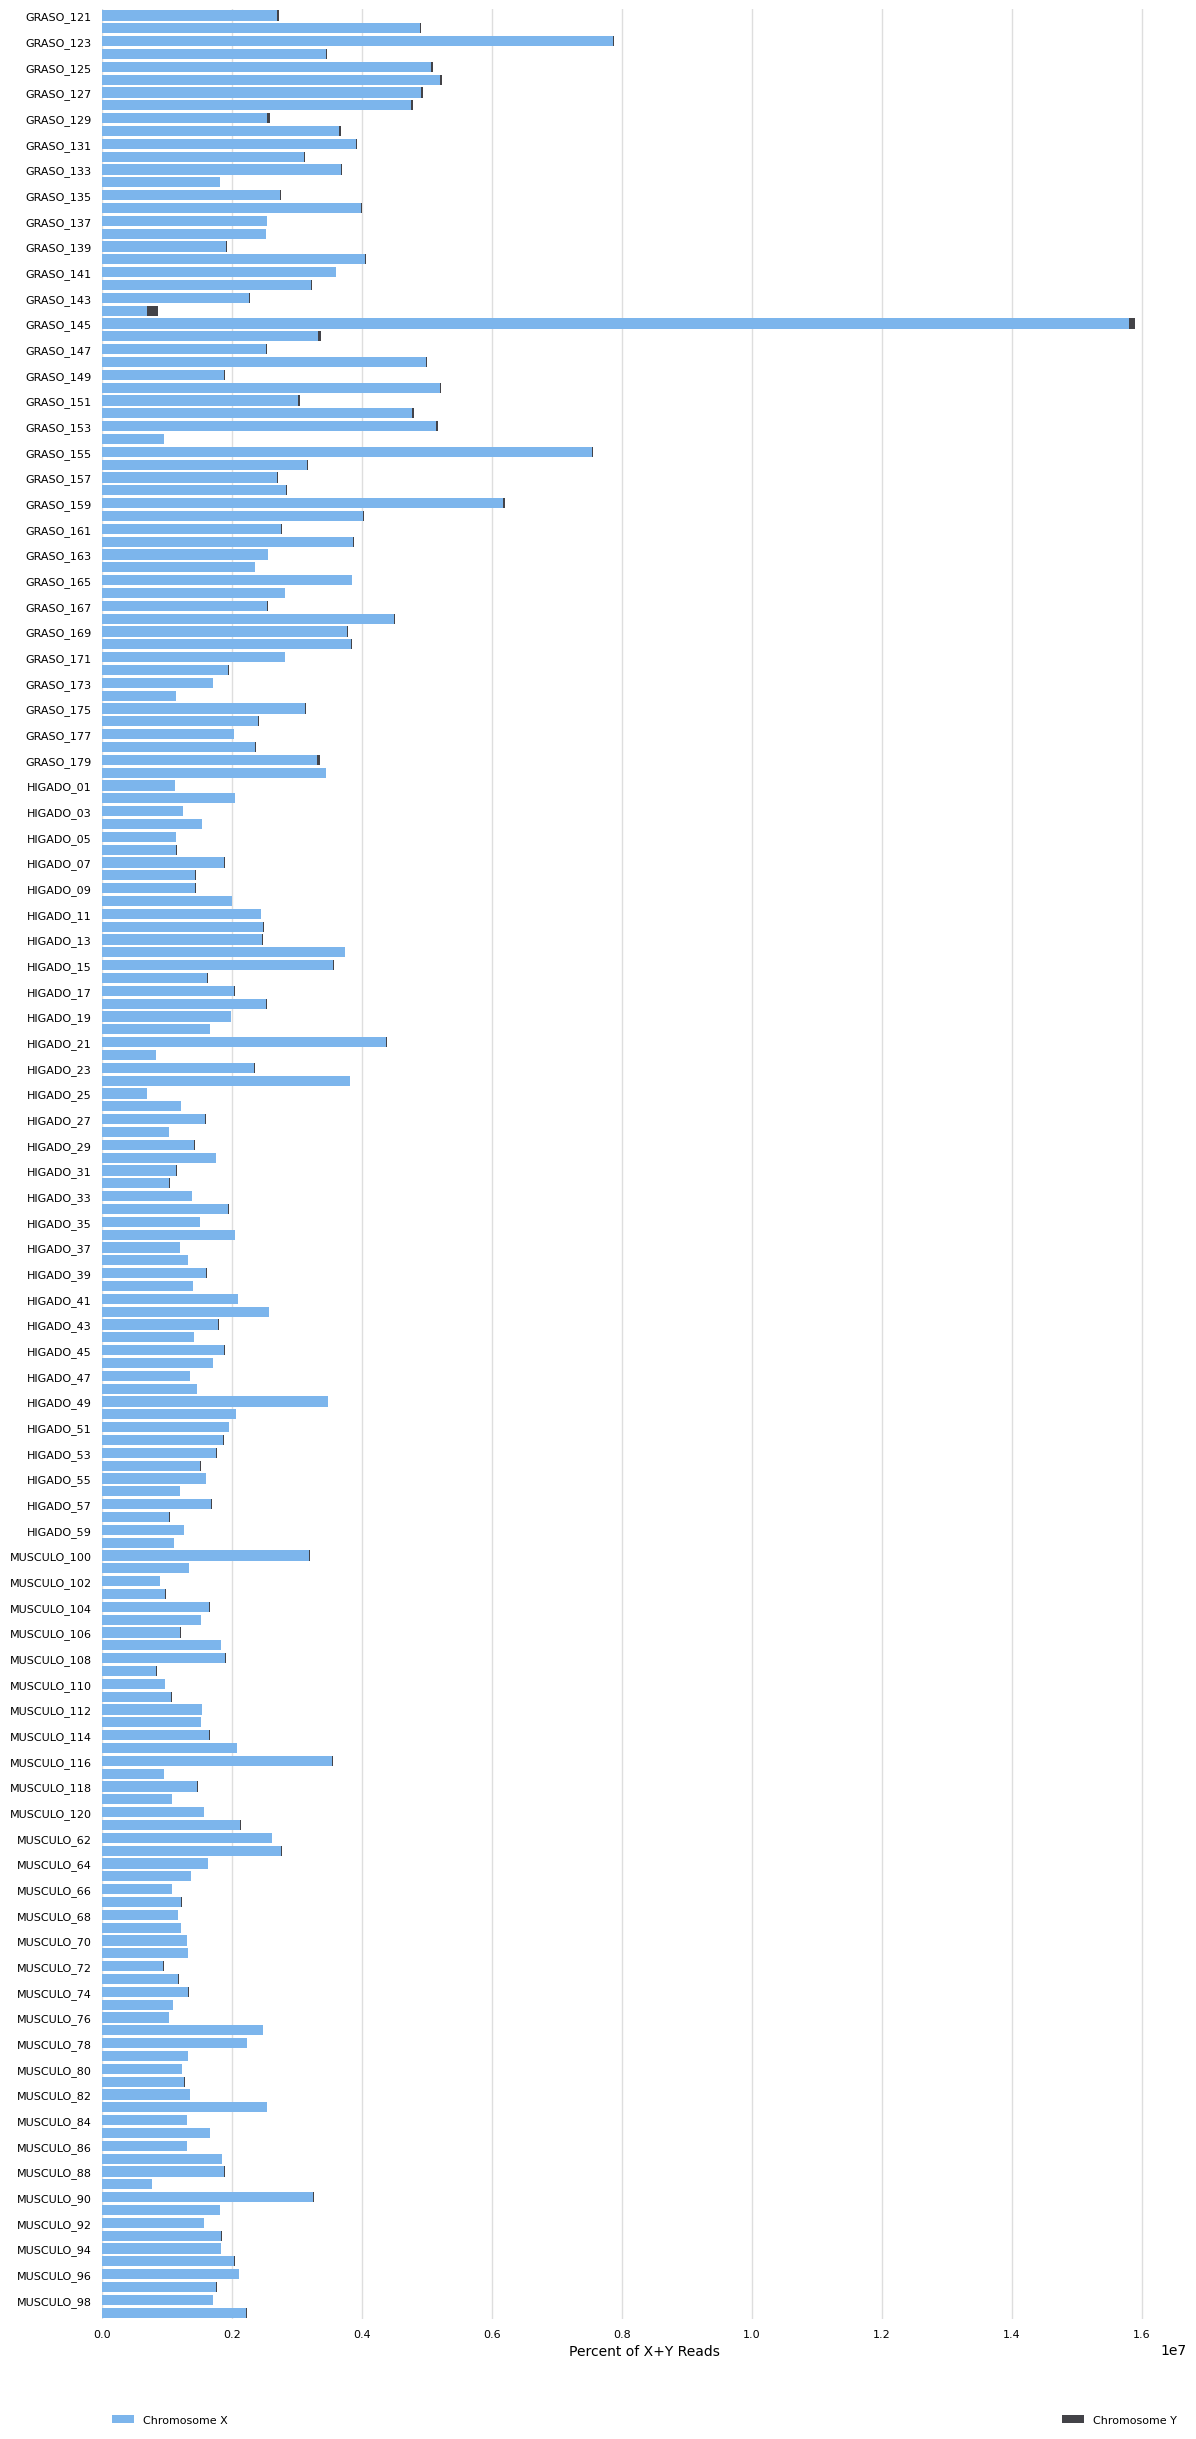 GRASO_121
GRASO_123
GRASO_125
GRASO_127
GRASO_129
GRASO_131
GRASO_133
GRASO_135
GRASO_137
GRASO_139
GRASO_141
GRASO_143
GRASO_145
GRASO_147
GRASO_149
GRASO_151
GRASO_153
GRASO_155
GRASO_157
GRASO_159
GRASO_161
GRASO_163
GRASO_165
GRASO_167
GRASO_169
GRASO_171
GRASO_173
GRASO_175
GRASO_177
GRASO_179
HIGADO_01
HIGADO_03
HIGADO_05
HIGADO_07
HIGADO_09
HIGADO_11
HIGADO_13
HIGADO_15
HIGADO_17
HIGADO_19
HIGADO_21
HIGADO_23
HIGADO_25
HIGADO_27
HIGADO_29
HIGADO_31
HIGADO_33
HIGADO_35
HIGADO_37
HIGADO_39
HIGADO_41
HIGADO_43
HIGADO_45
HIGADO_47
HIGADO_49
HIGADO_51
HIGADO_53
HIGADO_55
HIGADO_57
HIGADO_59
MUSCULO_100
MUSCULO_102
MUSCULO_104
MUSCULO_106
MUSCULO_108
MUSCULO_110
MUSCULO_112
MUSCULO_114
MUSCULO_116
MUSCULO_118
MUSCULO_120
MUSCULO_62
MUSCULO_64
MUSCULO_66
MUSCULO_68
MUSCULO_70
MUSCULO_72
MUSCULO_74
MUSCULO_76
MUSCULO_78
MUSCULO_80
MUSCULO_82
MUSCULO_84
MUSCULO_86
MUSCULO_88
MUSCULO_90
MUSCULO_92
MUSCULO_94
MUSCULO_96
MUSCULO_98
0.0 0.2 0.4 0.6 0.8 1.0 1.2 1.4 1.6
Percent of X+Y Reads 1e7
Chromosome X Chromosome Y